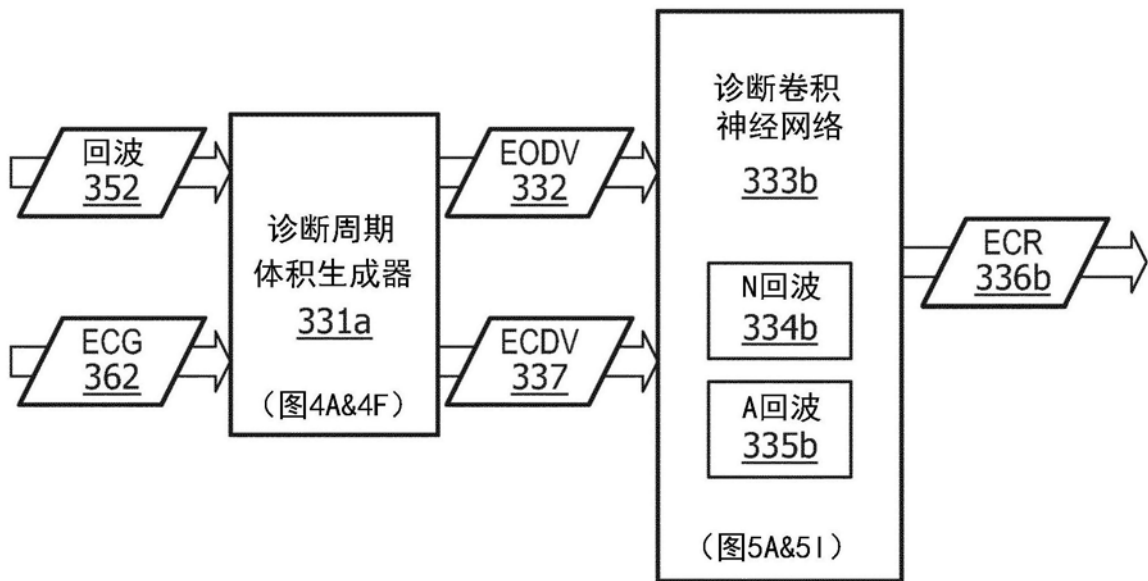 回波
352
ECG
362
诊断周期
体积生成器
331a
（图4A&4F）
EODV
332
ECDV
337
诊断卷积
神经网络
333b
N回波
334b
A回波
335b
（图5A&5I）
ECR
336b